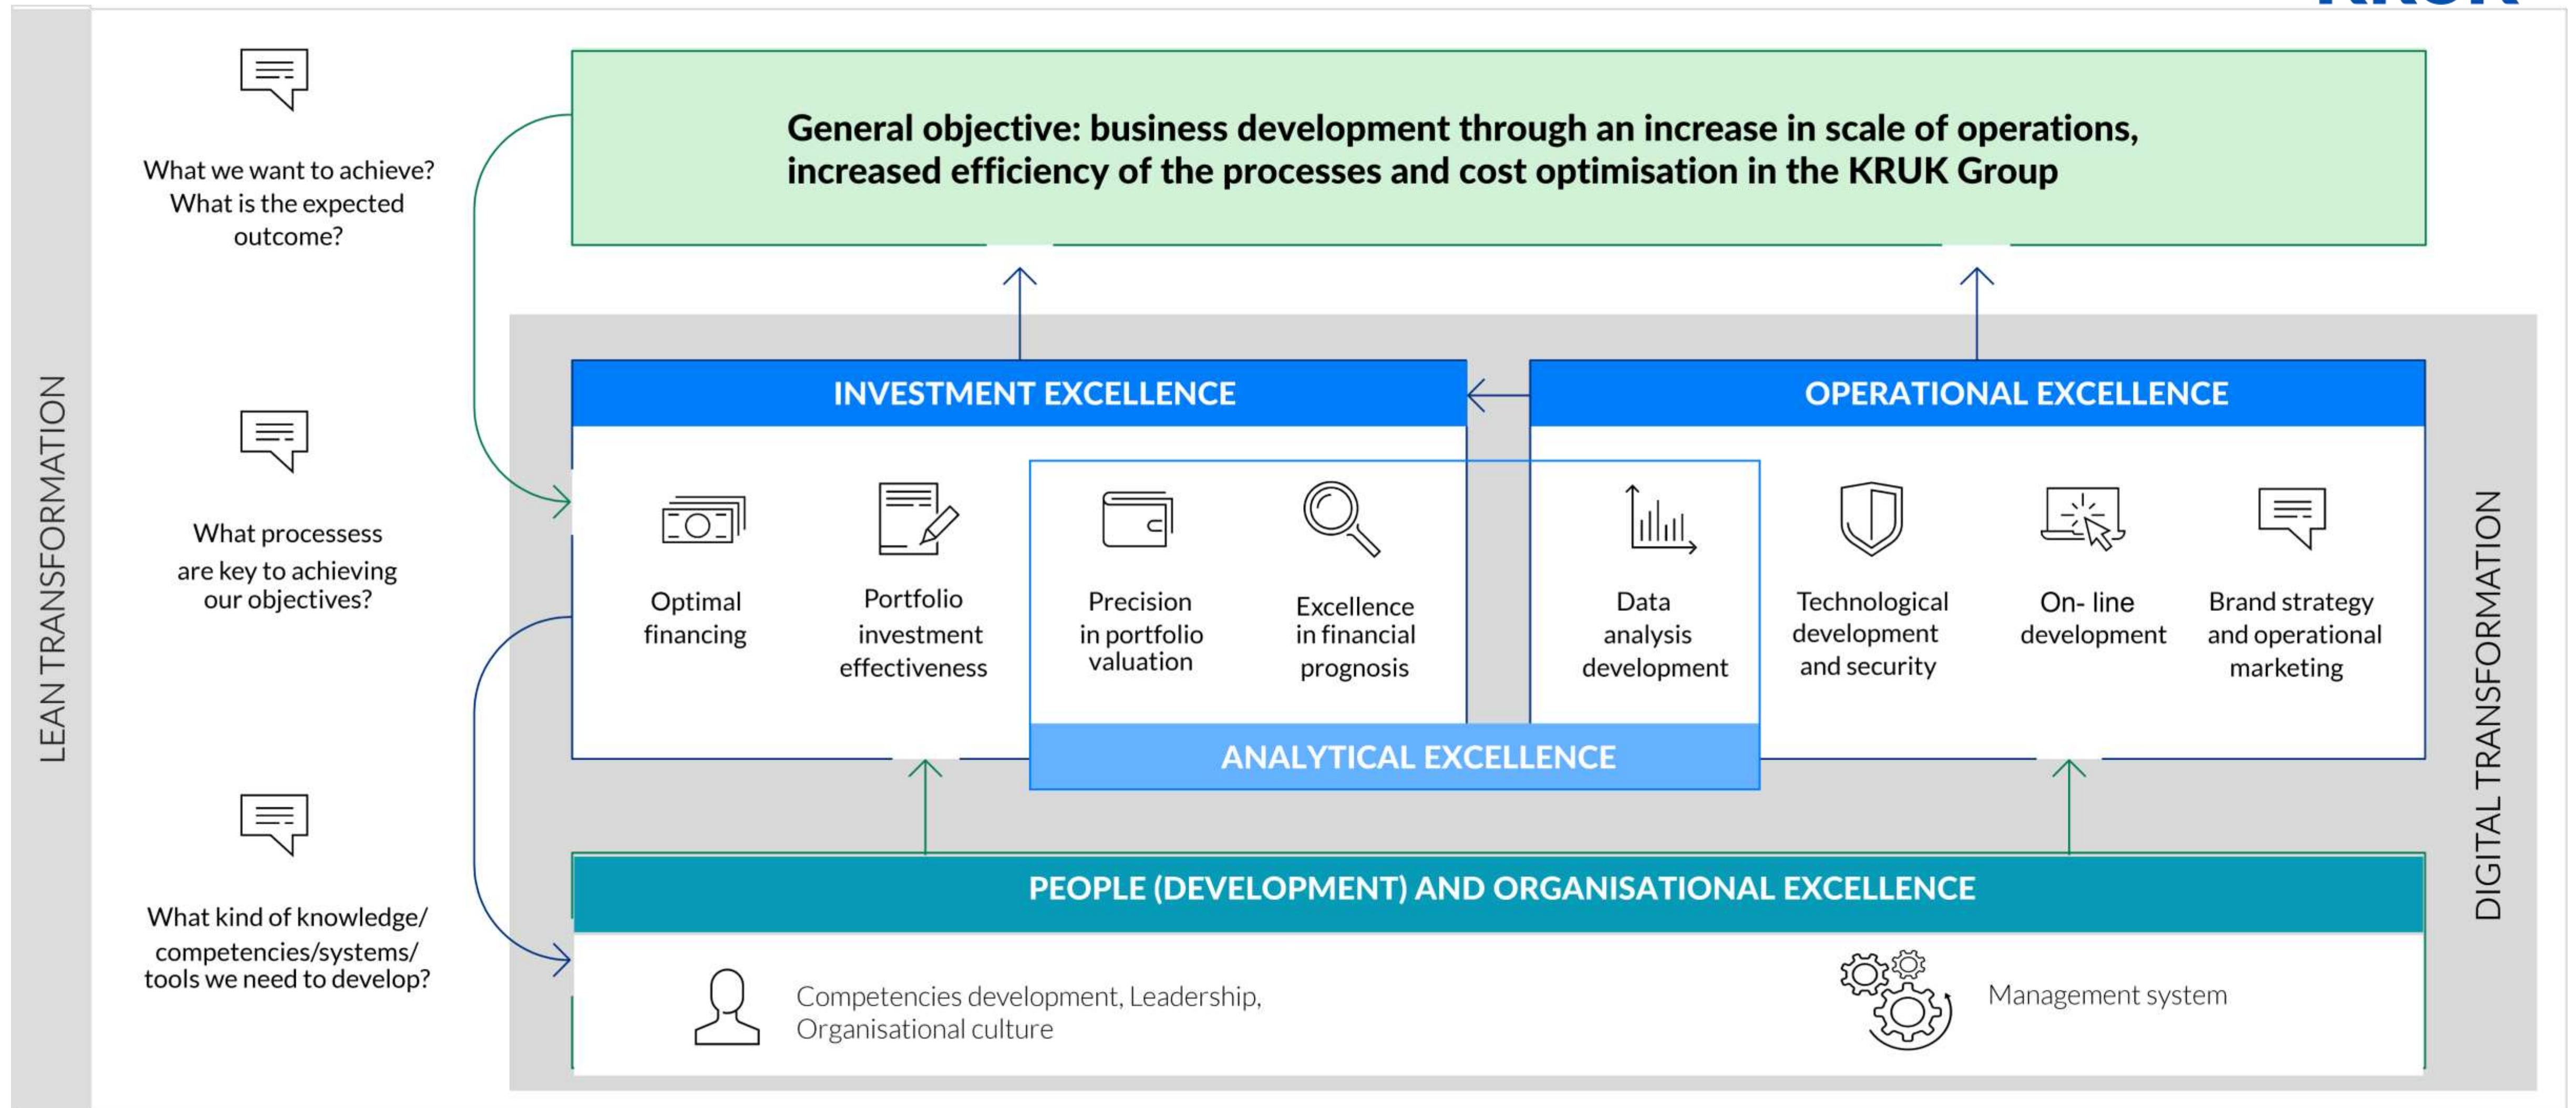 What we want to achieve?
What is the expected
outcome?
General objective: business development through an increase in scale of operations,
increased efficiency of the processes and cost optimisation in the KRUK Group
LEAN TRANSFORMATION
What processess
are key to achieving
our objectives?
INVESTMENT EXCELLENCE
Optimal
financing
Portfolio
investment
effectiveness
Precision
in portfolio
valuation
Excellence
in financial
prognosis
OPERATIONAL EXCELLENCE
Data
analysis
development
Technological
development
and security
On- line
development
Brand strategy
and operational
marketing
ANALYTICAL EXCELLENCE
DIGITAL TRANSFORMATION
What kind of knowledge/
competencies/systems/
tools we need to develop?
PEOPLE (DEVELOPMENT) AND ORGANISATIONAL EXCELLENCE
Competencies development, Leadership,
Organisational culture
Management system